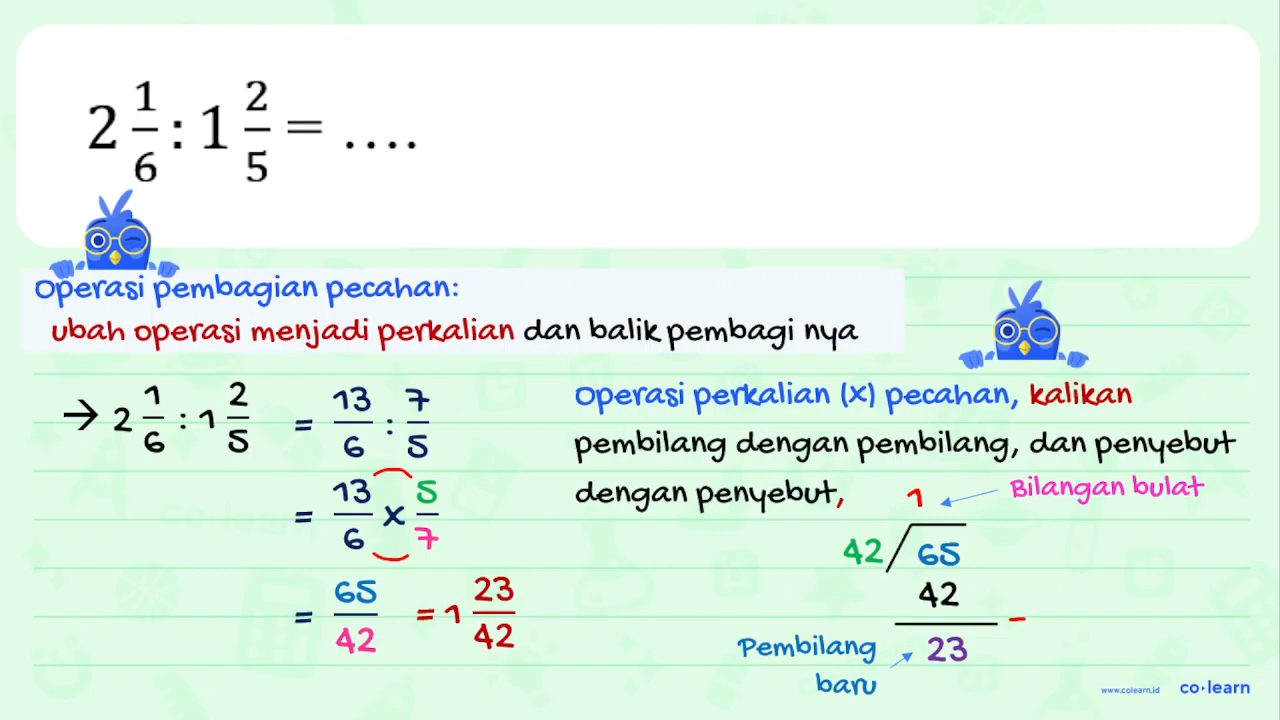 2 1/6 : 1 2/5 = ....
Operasi pembagian pecahan:
ubah operasi menjadi perkalian dan balik pembagi nya
→ 2 1/6 : 1 2/5 = 13/6 : 7/5
= 13/6 x 5/7
= 65/42 = 1 23/42
Operasi perkalian (x) pecahan, kalikan
pembilang dengan pembilang, dan penyebut
dengan penyebut,
1 Bilangan bulat
42 / 65
42
-
Pembilang baru 23
www.colearn.id co·learn
co·learn